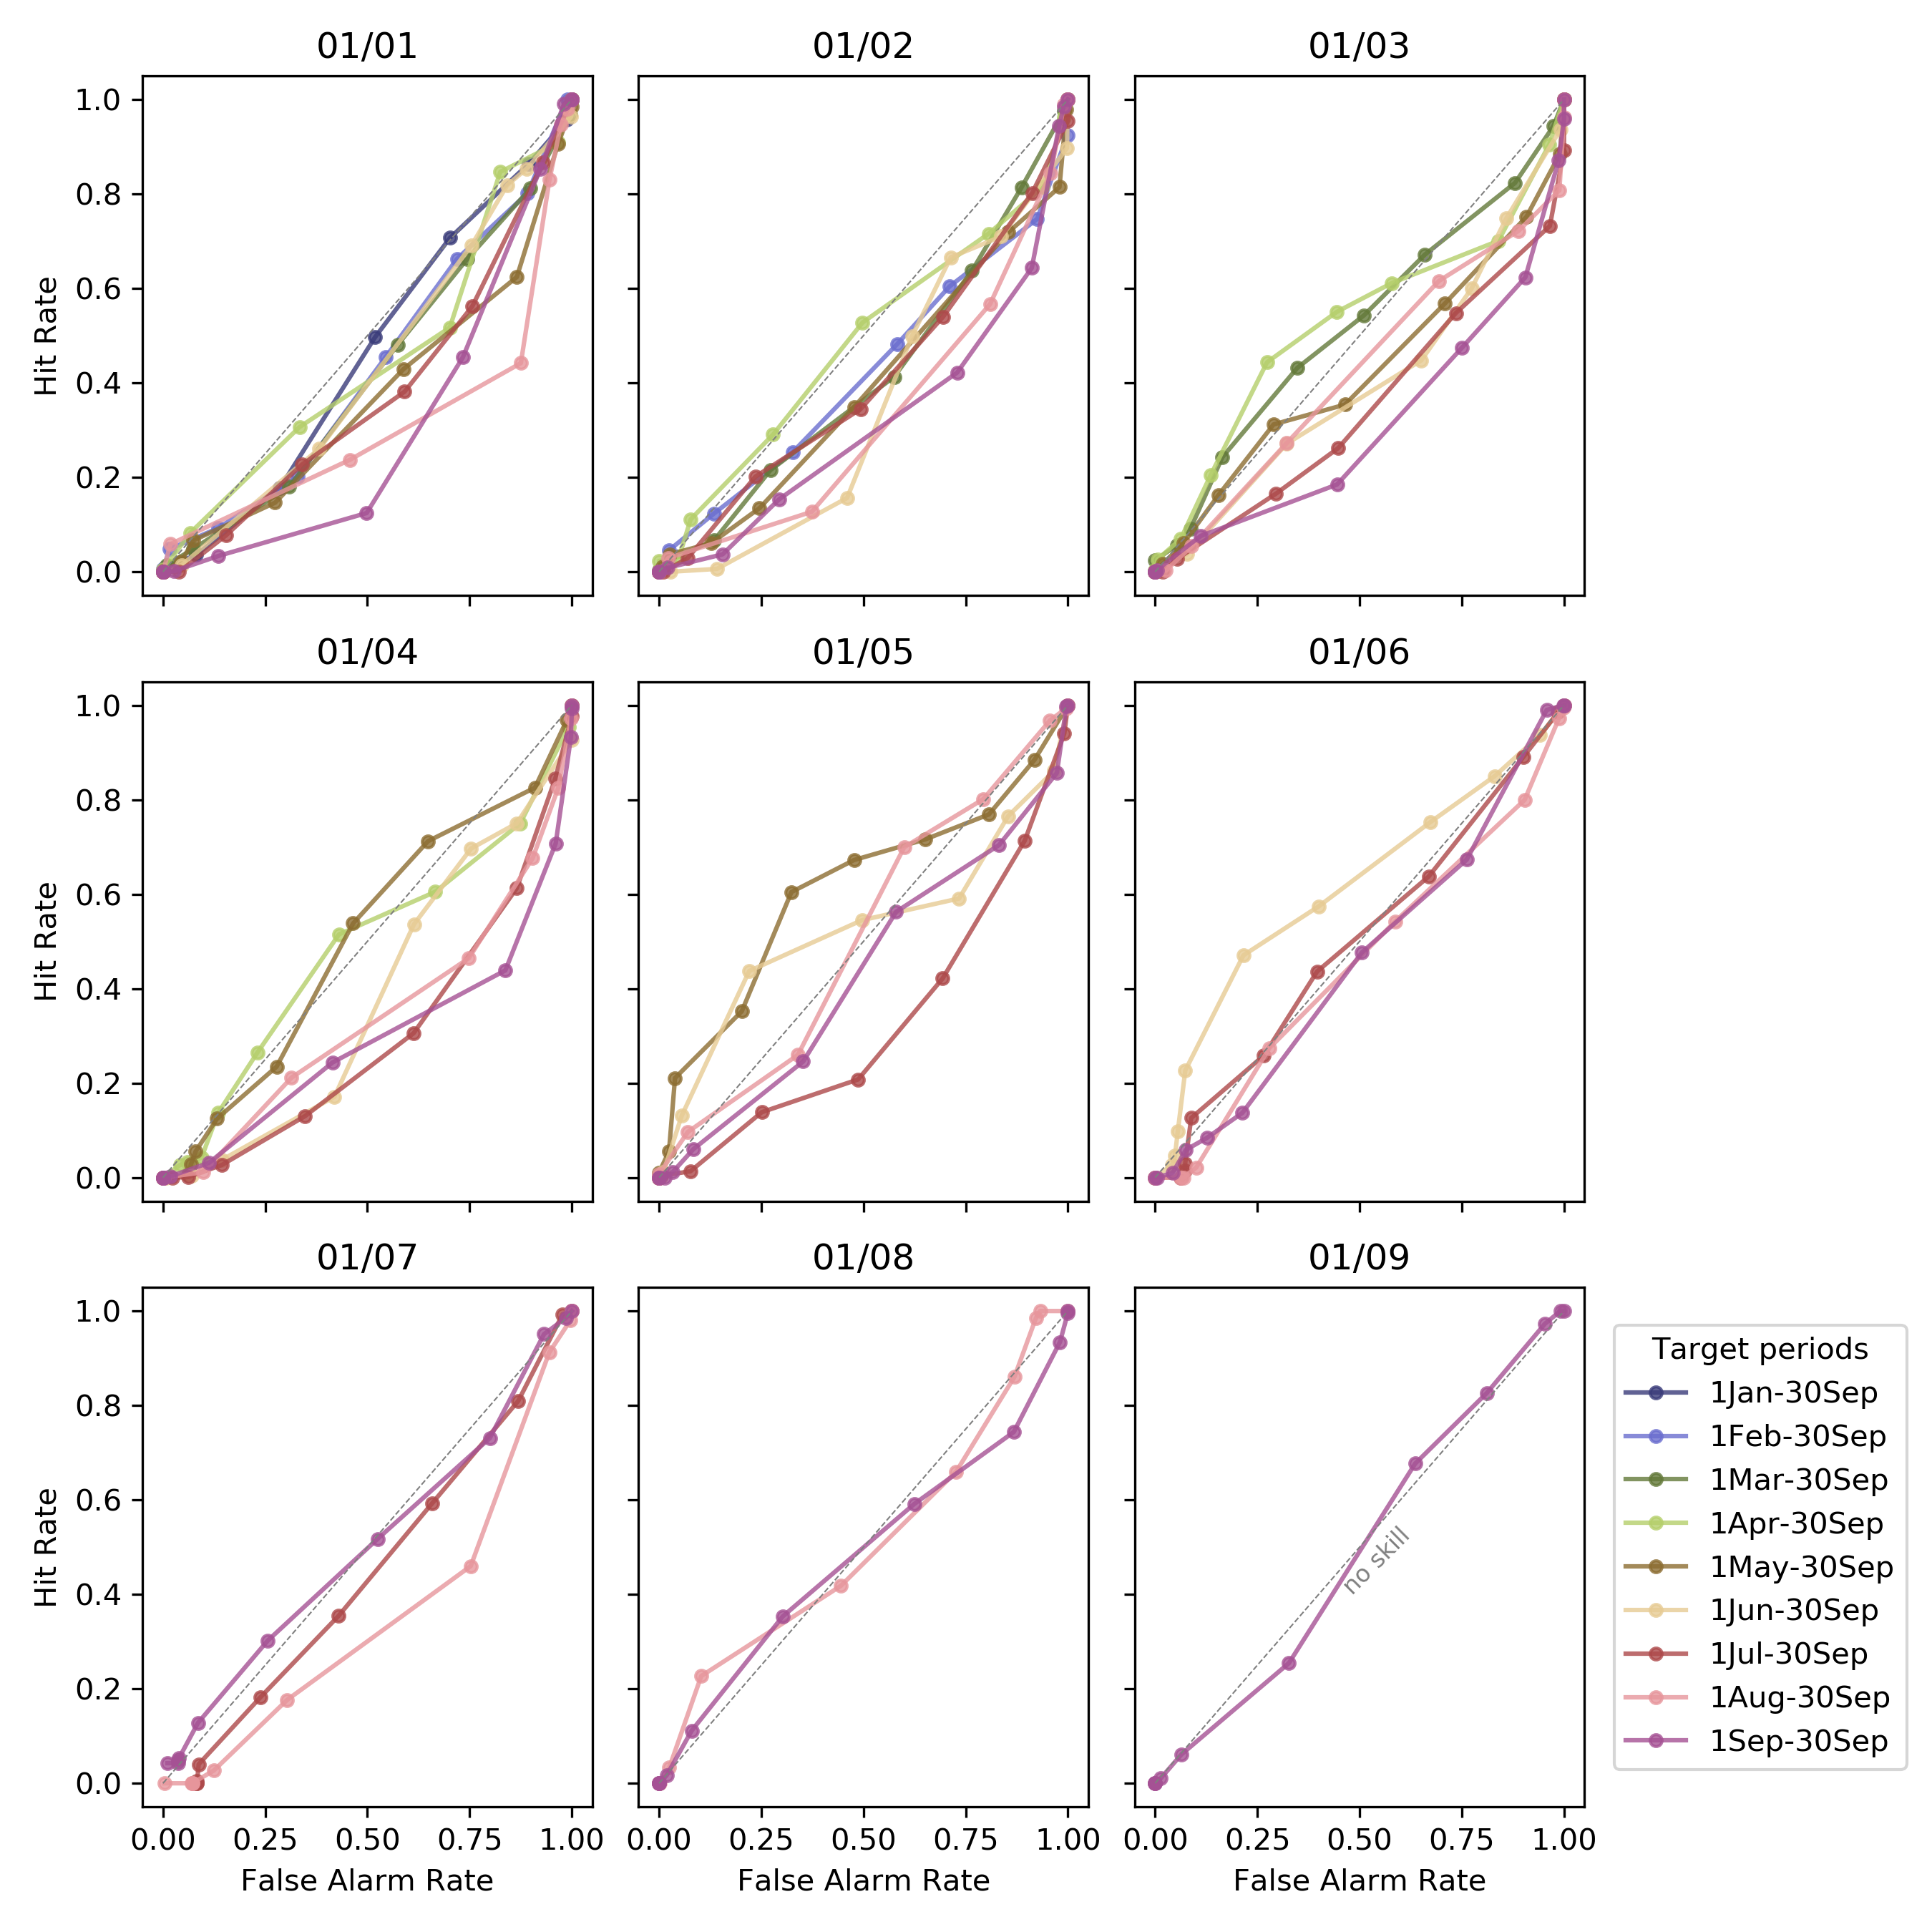 01/01
01/02
01/03
1.0
0.8
0.6
0.4
0.2
0.0
Hit Rate
01/04
01/05
01/06
1.0
0.8
0.6
0.4
0.2
0.0
Hit Rate
01/07
01/08
01/09
1.0
0.8
0.6
0.4
0.2
0.0
Hit Rate
no skill
0.00 0.25 0.50 0.75 1.00
0.00 0.25 0.50 0.75 1.00
0.00 0.25 0.50 0.75 1.00
False Alarm Rate
False Alarm Rate
False Alarm Rate
Target periods
1Jan-30Sep
1Feb-30Sep
1Mar-30Sep
1Apr-30Sep
1May-30Sep
1Jun-30Sep
1Jul-30Sep
1Aug-30Sep
1Sep-30Sep